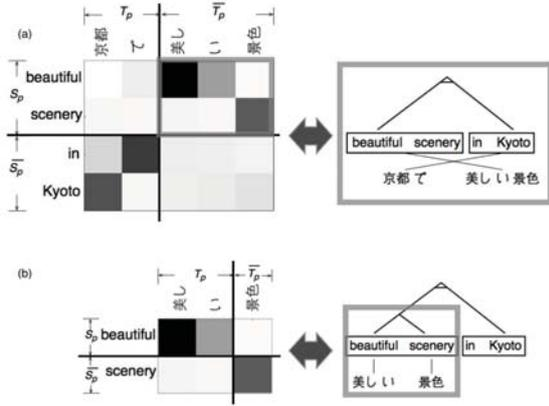 (a)
T_p T̅_p
京都 で 美し い 景色
S_p
beautiful
scenery
S̅_p
in
Kyoto
beautiful scenery in Kyoto
京都 で 美し い 景色
(b)
T_p T̅_p
美し い 景色
S_p beautiful
S̅_p scenery
beautiful scenery in Kyoto
美し い 景色